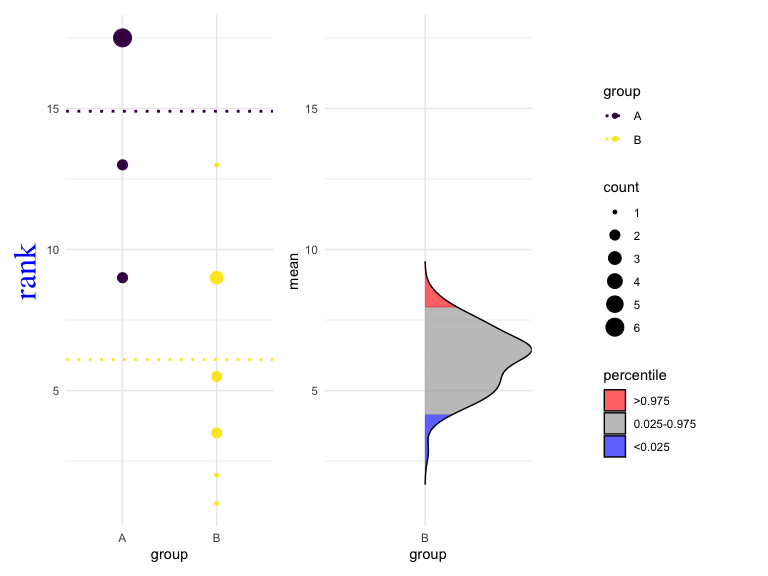 rank
15
10
5
A
B
group
mean
15
10
5
B
group
group
A
B
count
1
2
3
4
5
6
percentile
>0.975
0.025-0.975
<0.025